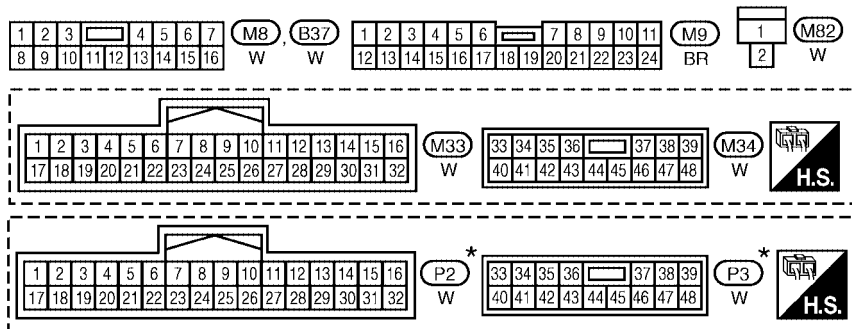 1 2 3 4 5 6 7 M8 , B37 1 2 3 4 5 6 7 8 9 10 11 M9 1 M82
8 9 10 11 12 13 14 15 16 W W 12 13 14 15 16 17 18 19 20 21 22 23 24 BR 2 W
1 2 3 4 5 6 7 8 9 10 11 12 13 14 15 16 M33 33 34 35 36 37 38 39 M34
17 18 19 20 21 22 23 24 25 26 27 28 29 30 31 32 W 40 41 42 43 44 45 46 47 48 W H.S.
1 2 3 4 5 6 7 8 9 10 11 12 13 14 15 16 P2 * 33 34 35 36 37 38 39 P3 *
17 18 19 20 21 22 23 24 25 26 27 28 29 30 31 32 W 40 41 42 43 44 45 46 47 48 W H.S.